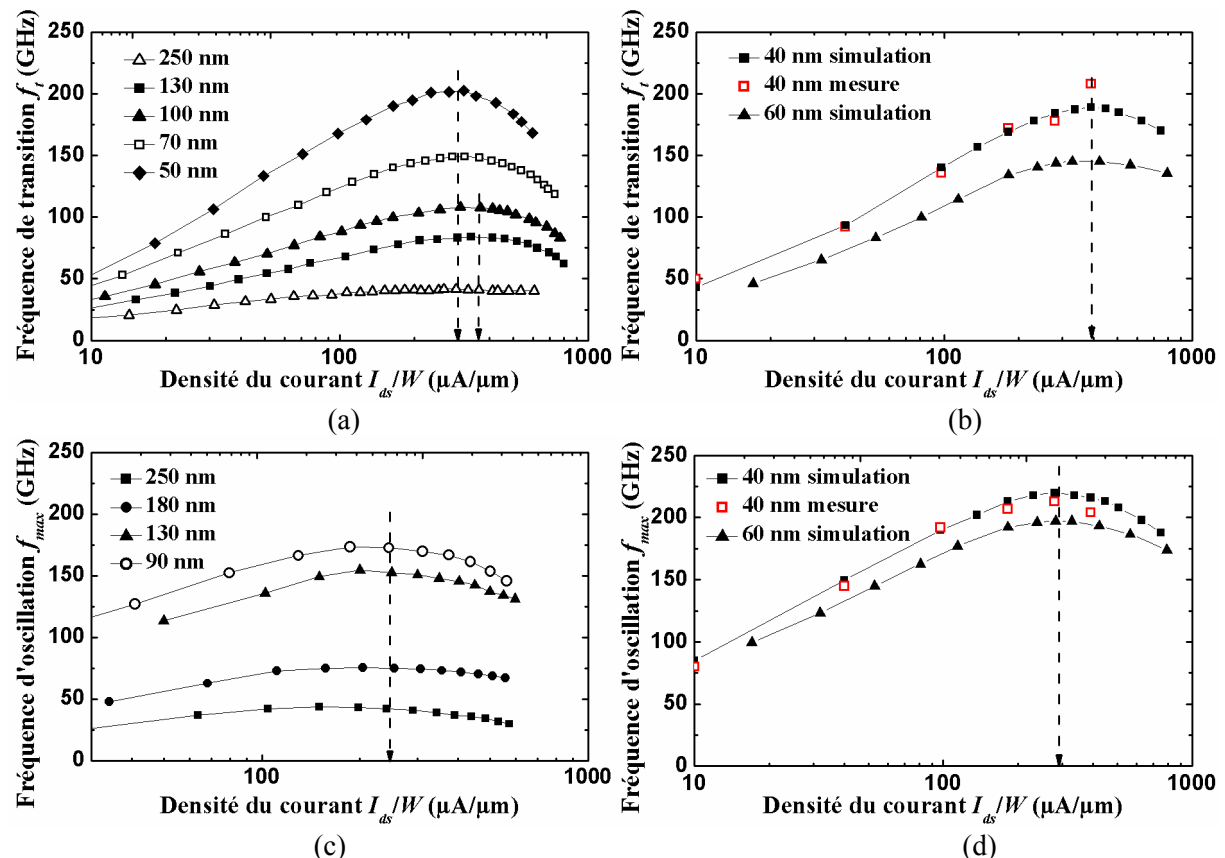 250
200
150
100
50
0
Fréquence de transition f_t (GHz)
250 nm
130 nm
100 nm
70 nm
50 nm
10
100
1000
Densité du courant I_ds/W (µA/µm)
(a)
250
200
150
100
50
0
Fréquence de transition f_t (GHz)
40 nm simulation
40 nm mesure
60 nm simulation
10
100
1000
Densité du courant I_ds/W (µA/µm)
(b)
250
200
150
100
50
0
Fréquence d'oscillation f_max (GHz)
250 nm
180 nm
130 nm
90 nm
100
1000
Densité du courant I_ds/W (µA/µm)
(c)
250
200
150
100
50
0
Fréquence d'oscillation f_max (GHz)
40 nm simulation
40 nm mesure
60 nm simulation
10
100
1000
Densité du courant I_ds/W (µA/µm)
(d)